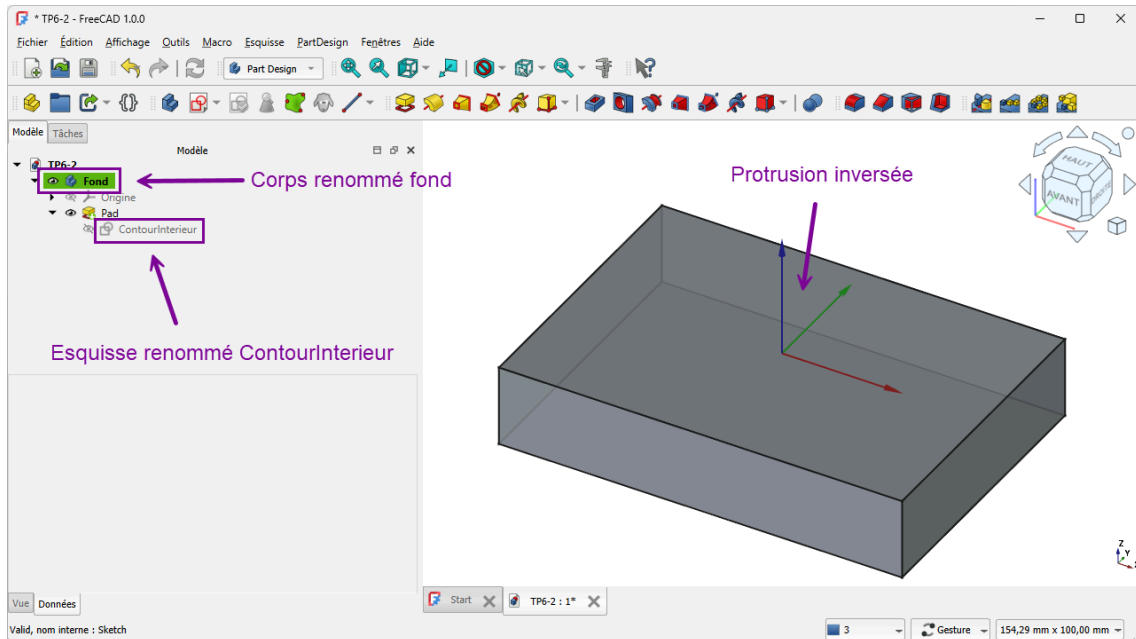 * TP6-2 - FreeCAD 1.0.0
Fichier Édition Affichage Outils Macro Esquisse PartDesign Fenêtres Aide
Part Design
Modèle Tâches
Modèle
TP6-2
Fond
Origine
Pad
ContourInterieur
Corps renommé fond
Esquisse renommé ContourInterieur
Protrusion inversée
HAUT
AVANT
DROITE
Z
Y
X
Vue Données
Start
TP6-2 : 1*
Valid, nom interne : Sketch
3
Gesture
154,29 mm x 100,00 mm